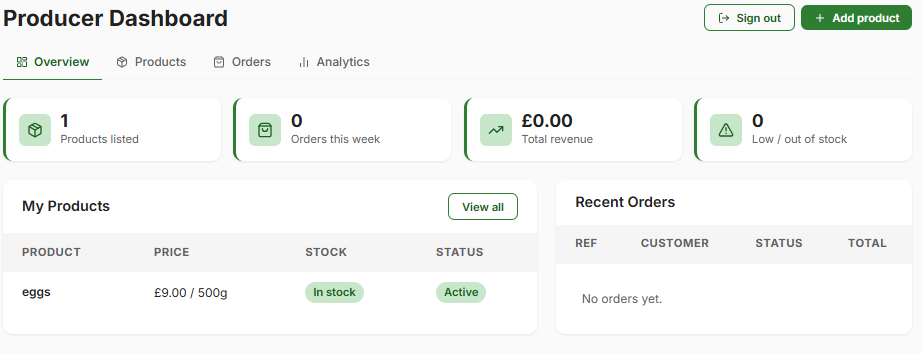 Producer Dashboard
Sign out
Add product
Overview
Products
Orders
Analytics
1
Products listed
0
Orders this week
£0.00
Total revenue
0
Low / out of stock
My Products
View all
PRODUCT PRICE STOCK STATUS
eggs £9.00 / 500g In stock Active
Recent Orders
REF CUSTOMER STATUS TOTAL
No orders yet.